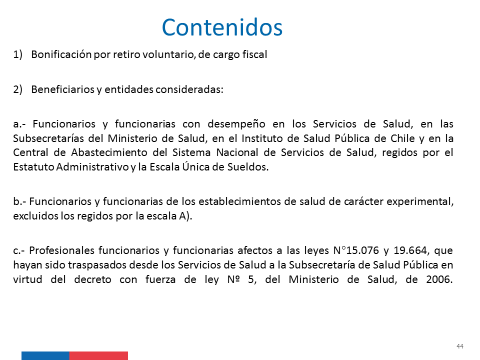 Contenidos
1) Bonificación por retiro voluntario, de cargo fiscal
2) Beneficiarios y entidades consideradas:
a.- Funcionarios y funcionarias con desempeño en los Servicios de Salud, en las
Subsecretarías del Ministerio de Salud, en el Instituto de Salud Pública de Chile y en la
Central de Abastecimiento del Sistema Nacional de Servicios de Salud, regidos por el
Estatuto Administrativo y la Escala Única de Sueldos.
b.- Funcionarios y funcionarias de los establecimientos de salud de carácter experimental,
excluidos los regidos por la escala A).
c.- Profesionales funcionarios y funcionarias afectos a las leyes N°15.076 y 19.664, que
hayan sido traspasados desde los Servicios de Salud a la Subsecretaría de Salud Pública en
virtud del decreto con fuerza de ley Nº 5, del Ministerio de Salud, de 2006.
44